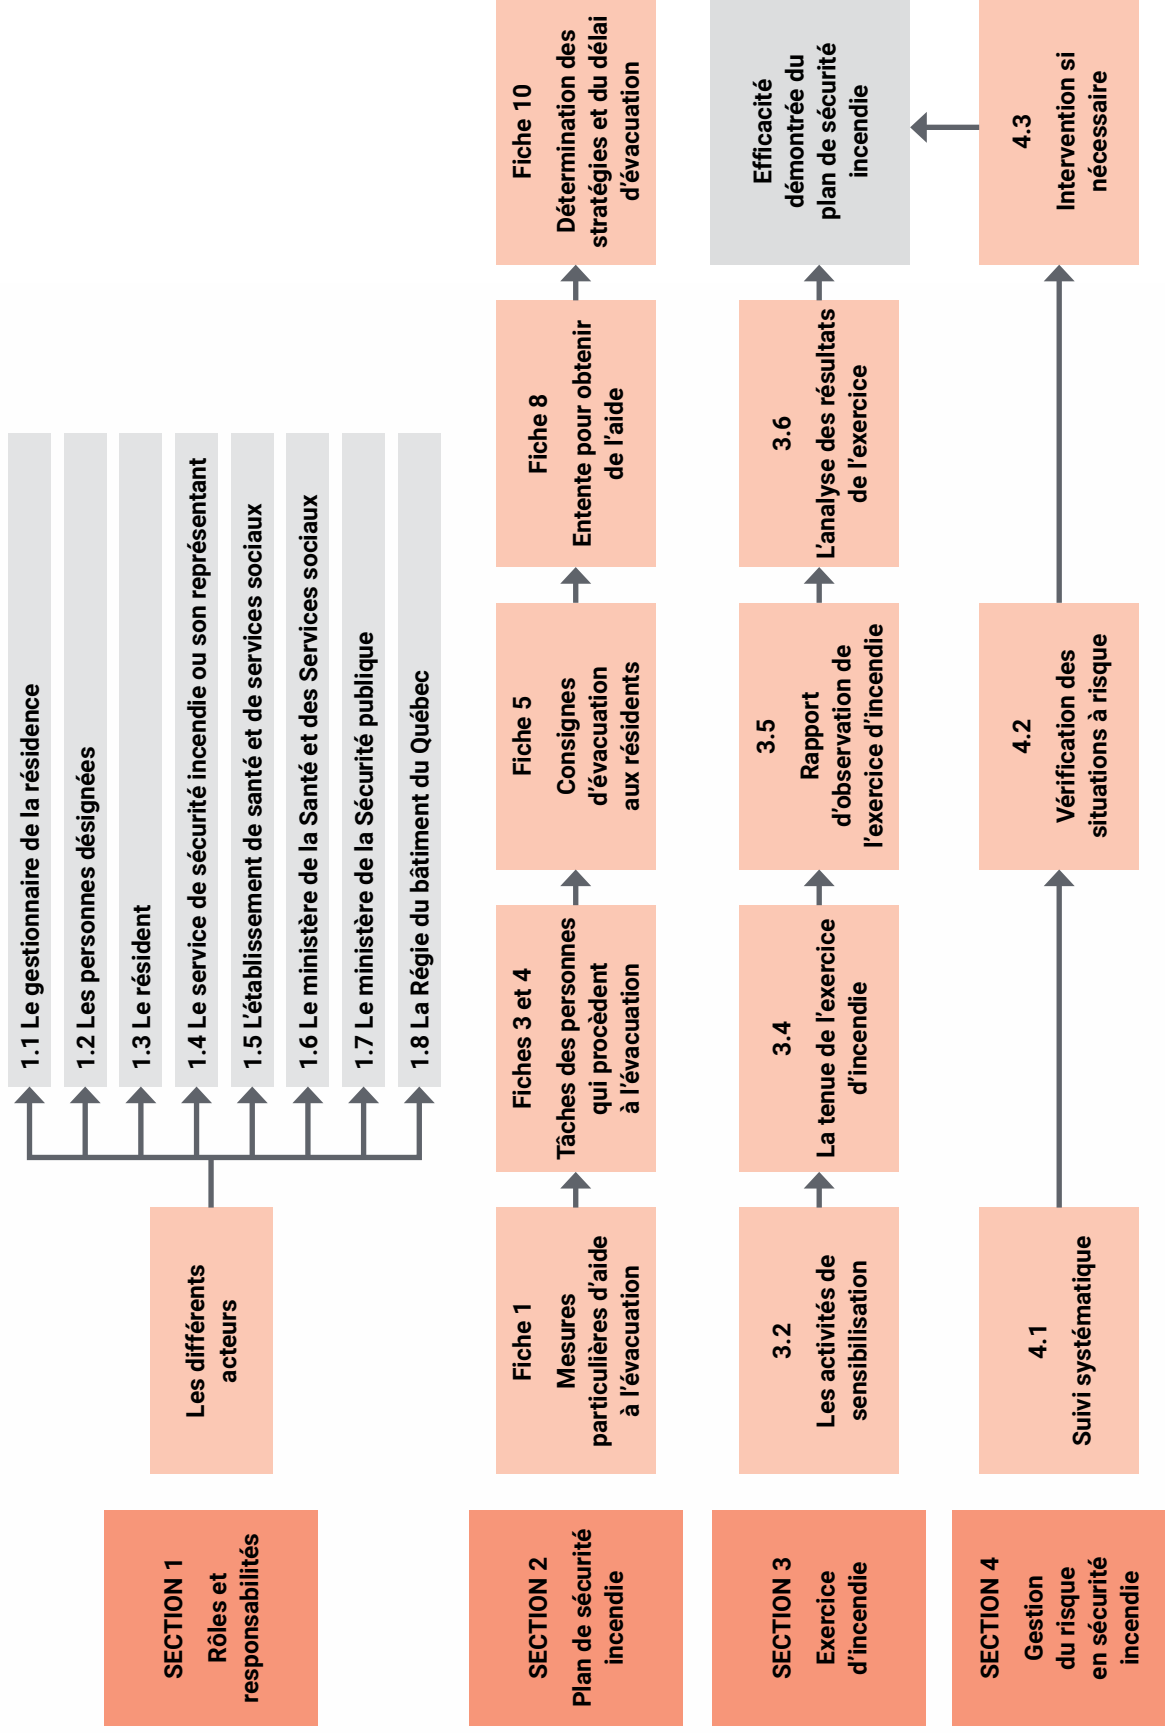 SECTION 1
Rôles et
responsabilités
Les différents
acteurs
1.1 Le gestionnaire de la résidence
1.2 Les personnes désignées
1.3 Le résident
1.4 Le service de sécurité incendie ou son représentant
1.5 L'établissement de santé et de services sociaux
1.6 Le ministère de la Santé et des Services sociaux
1.7 Le ministère de la Sécurité publique
1.8 La Régie du bâtiment du Québec
SECTION 2
Plan de sécurité
incendie
Fiche 1
Mesures
particulières d'aide
à l'évacuation
Fiches 3 et 4
Tâches des personnes
qui procèdent
à l'évacuation
Fiche 5
Consignes
d'évacuation
aux résidents
Fiche 8
Entente pour obtenir
de l'aide
Fiche 10
Détermination des
stratégies et du délai
d'évacuation
SECTION 3
Exercice
d'incendie
3.2
Les activités de
sensibilisation
3.4
La tenue de l'exercice
d'incendie
3.5
Rapport
d'observation de
l'exercice d'incendie
3.6
L'analyse des résultats
de l'exercice
Efficacité
démontrée du
plan de sécurité
incendie
SECTION 4
Gestion
du risque
en sécurité
incendie
4.1
Suivi systématique
4.2
Vérification des
situations à risque
4.3
Intervention si
nécessaire